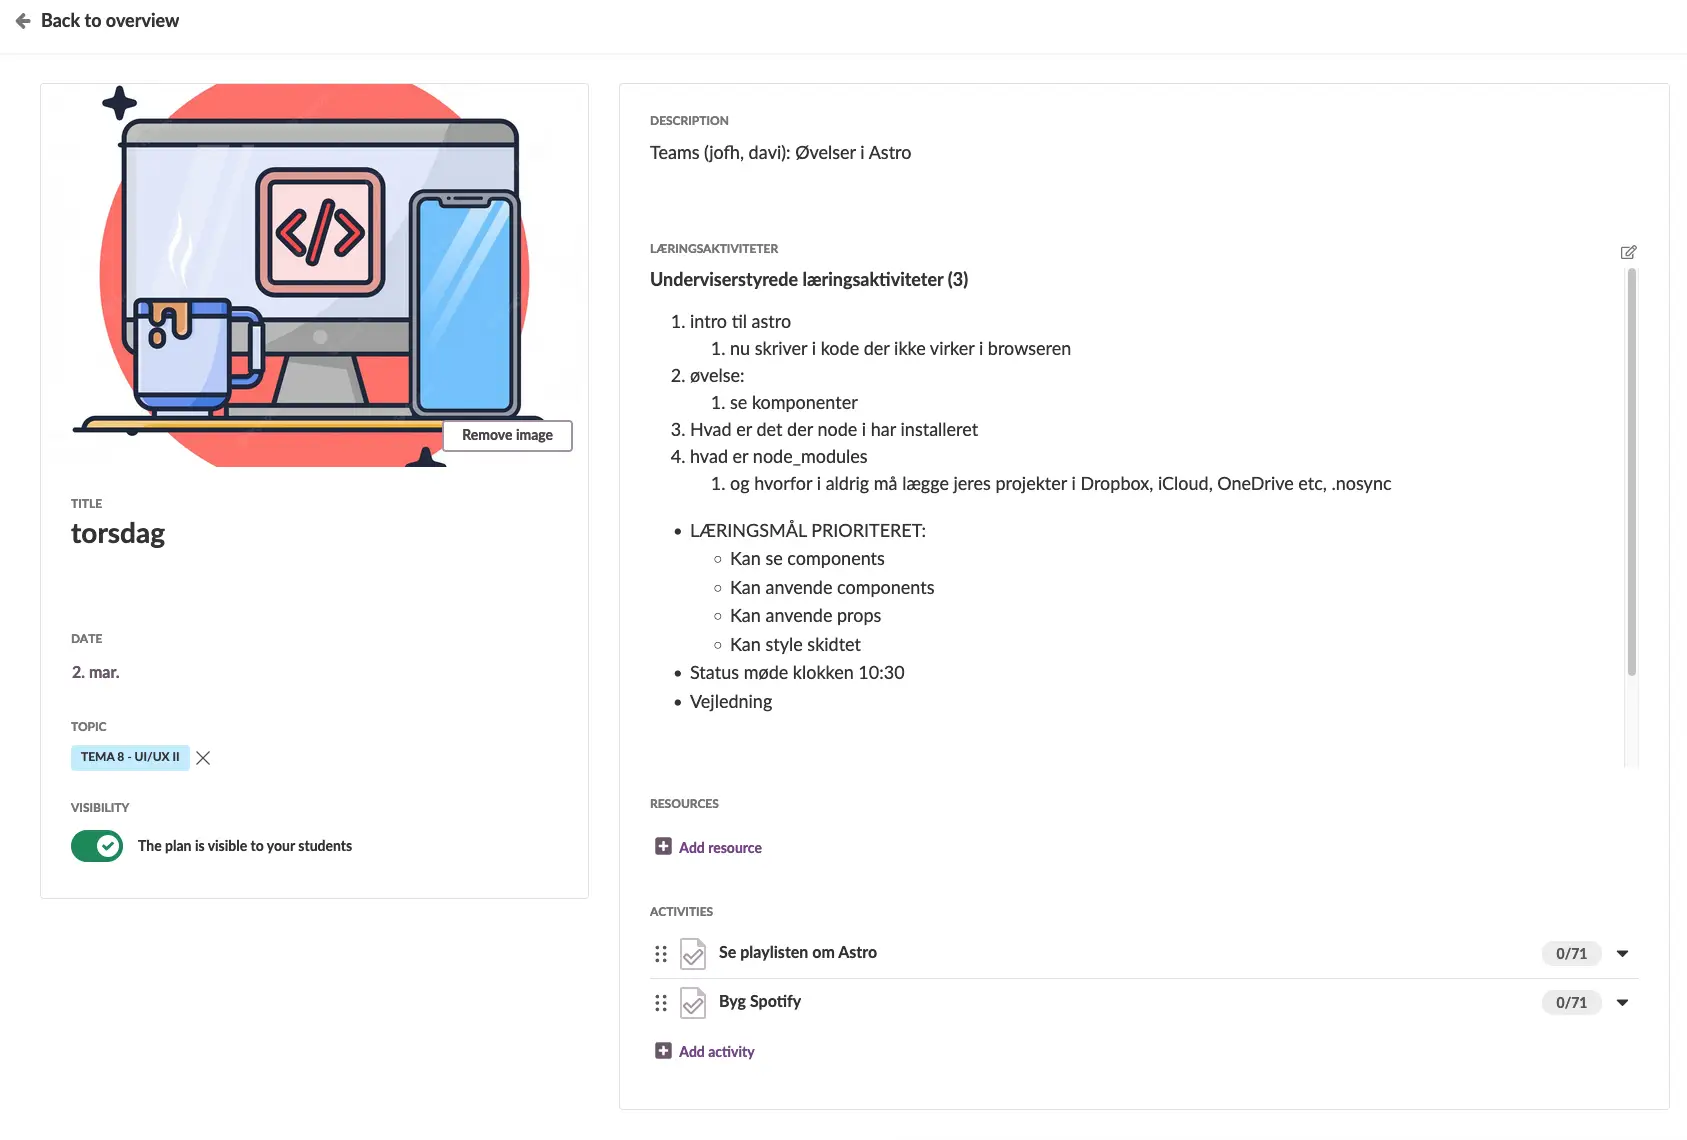 Back to overview
</>
Remove image
TITLE
torsdag
DATE
2. mar.
TOPIC
TEMA 8 - UI/UX II
VISIBILITY
The plan is visible to your students
DESCRIPTION
Teams (jofh, davi): Øvelser i Astro
LÆRINGSAKTIVITETER
Underviserstyrede læringsaktiviteter (3)
1. intro til astro
1. nu skriver i kode der ikke virker i browseren
2. øvelse:
1. se komponenter
3. Hvad er det der node i har installeret
4. hvad er node_modules
1. og hvorfor i aldrig må lægge jeres projekter i Dropbox, iCloud, OneDrive etc, .nosync
• LÆRINGSMÅL PRIORITERET:
◦ Kan se components
◦ Kan anvende components
◦ Kan anvende props
◦ Kan style skidtet
• Status møde klokken 10:30
• Vejledning
RESOURCES
Add resource
ACTIVITIES
Se playlisten om Astro 0/71
Byg Spotify 0/71
Add activity